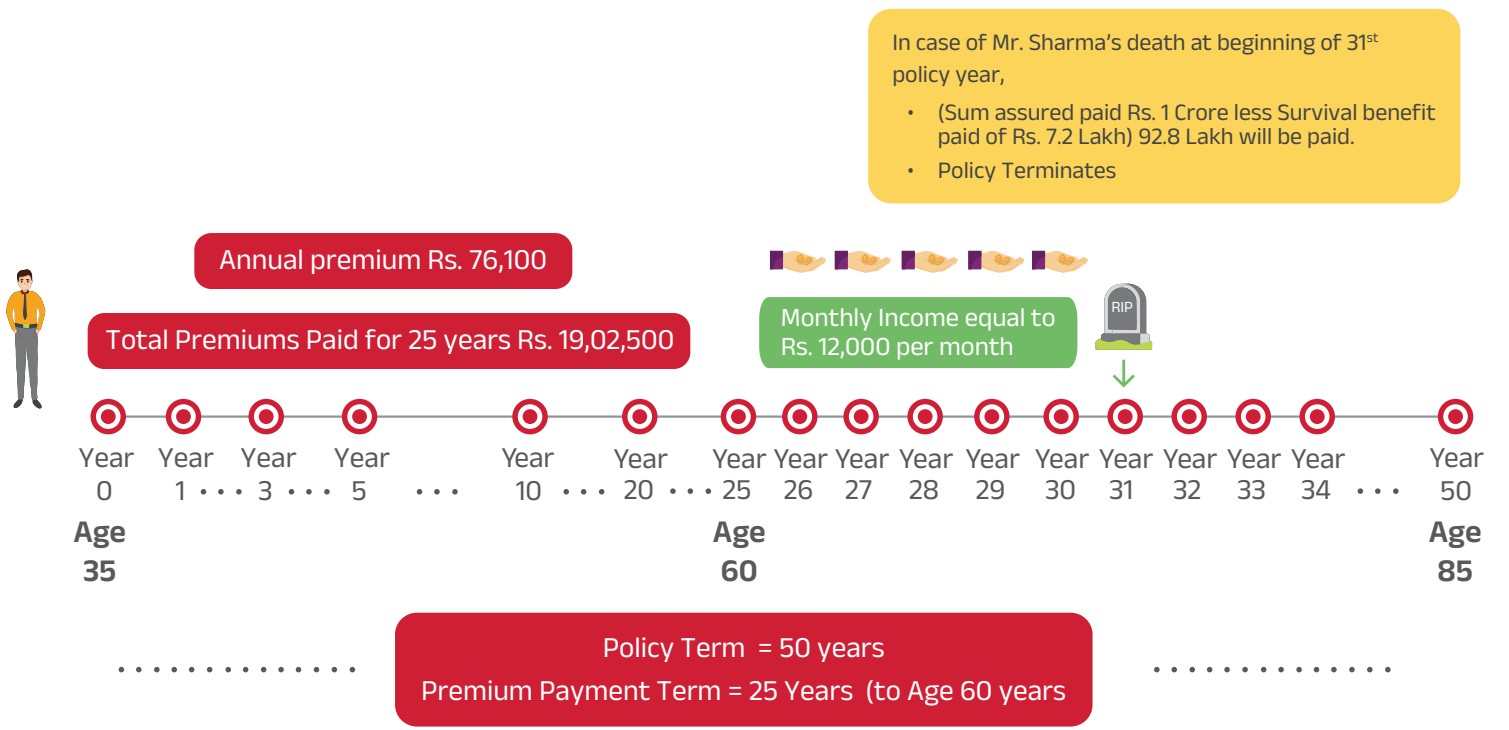 In case of Mr. Sharma's death at beginning of 31st
policy year,
• (Sum assured paid Rs. 1 Crore less Survival benefit
paid of Rs. 7.2 Lakh) 92.8 Lakh will be paid.
• Policy Terminates
Annual premium Rs. 76,100
Total Premiums Paid for 25 years Rs. 19,02,500
Monthly Income equal to
Rs. 12,000 per month
RIP
Year Year Year Year Year Year Year Year Year Year Year Year Year Year Year Year Year
0 1 •••• 3 •••• 5 ••• 10 •••• 20 •••• 25 26 27 28 29 30 31 32 33 34 ••• 50
Age Age Age
35 60 85
Policy Term = 50 years
Premium Payment Term = 25 Years (to Age 60 years